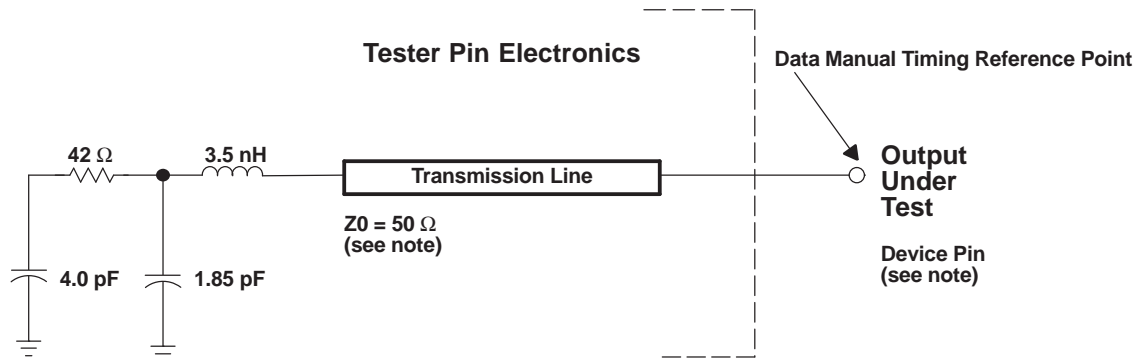 Tester Pin Electronics
Data Manual Timing Reference Point
42 Ω
3.5 nH
Transmission Line
Output
Under
Test
Z0 = 50 Ω
(see note)
Device Pin
(see note)
4.0 pF
1.85 pF